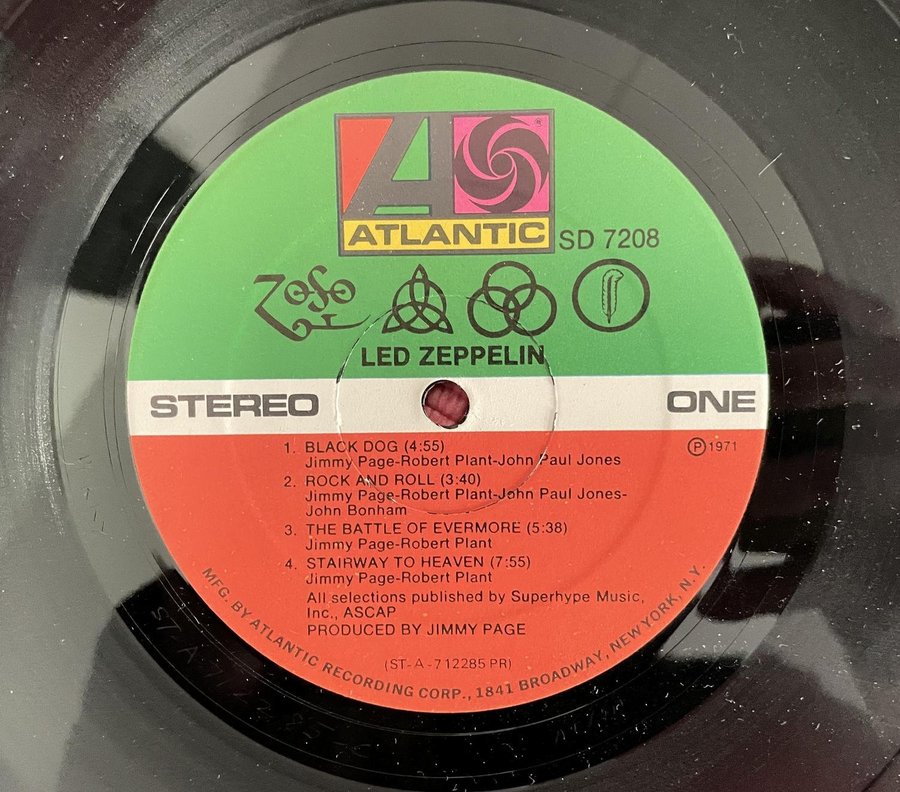 ATLANTIC
®
SD 7208
LED ZEPPELIN
STEREO
ONE
1. BLACK DOG (4:55)
Jimmy Page-Robert Plant-John Paul Jones
℗ 1971
2. ROCK AND ROLL (3:40)
Jimmy Page-Robert Plant-John Paul Jones-
John Bonham
3. THE BATTLE OF EVERMORE (5:38)
Jimmy Page-Robert Plant
4. STAIRWAY TO HEAVEN (7:55)
Jimmy Page-Robert Plant
All selections published by Superhype Music,
Inc., ASCAP
PRODUCED BY JIMMY PAGE
(ST-A-712285 PR)
MFG. BY ATLANTIC RECORDING CORP., 1841 BROADWAY, NEW YORK, N.Y.